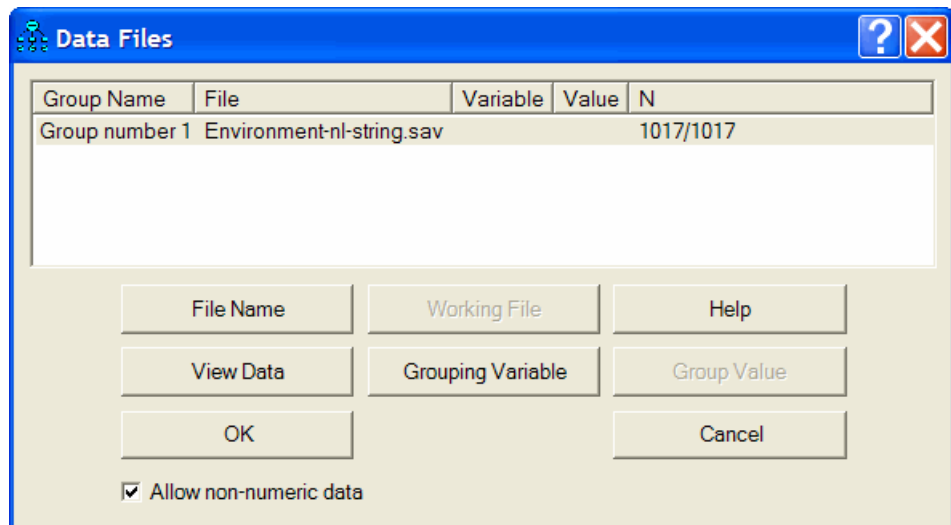 Data Files
Group Name File Variable Value N
Group number 1 Environment-nl-string.sav 1017/1017
File Name Working File Help
View Data Grouping Variable Group Value
OK Cancel
Allow non-numeric data